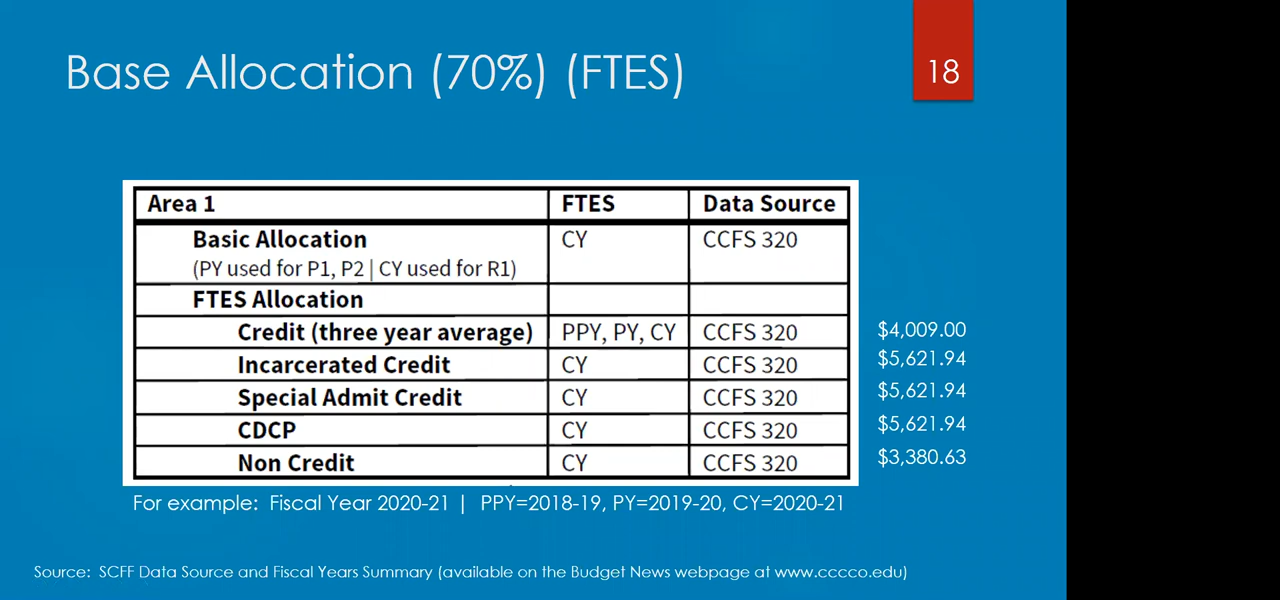 Base Allocation (70%) (FTES)
18
Area 1 FTES Data Source
Basic Allocation CY CCFS 320
(PY used for P1, P2 | CY used for R1)
FTES Allocation
Credit (three year average) PPY, PY, CY CCFS 320 $4,009.00
Incarcerated Credit CY CCFS 320 $5,621.94
Special Admit Credit CY CCFS 320 $5,621.94
CDCP CY CCFS 320 $5,621.94
Non Credit CY CCFS 320 $3,380.63
For example: Fiscal Year 2020-21 | PPY=2018-19, PY=2019-20, CY=2020-21
Source: SCFF Data Source and Fiscal Years Summary (available on the Budget News webpage at www.cccco.edu)